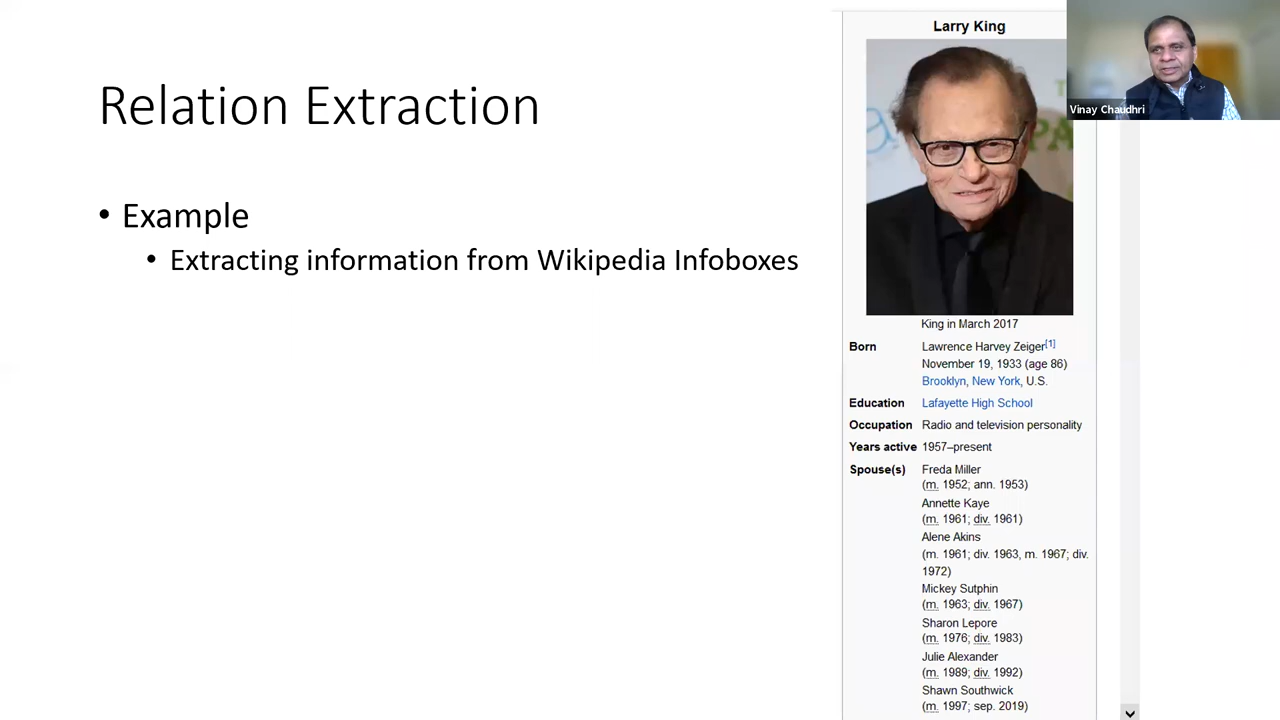 Relation Extraction
• Example
• Extracting information from Wikipedia Infoboxes
Larry King
King in March 2017
Born Lawrence Harvey Zeiger[1]
November 19, 1933 (age 86)
Brooklyn, New York, U.S.
Education Lafayette High School
Occupation Radio and television personality
Years active 1957–present
Spouse(s) Freda Miller
(m. 1952; ann. 1953)
Annette Kaye
(m. 1961; div. 1961)
Alene Akins
(m. 1961; div. 1963, m. 1967; div.
1972)
Mickey Sutphin
(m. 1963; div. 1967)
Sharon Lepore
(m. 1976; div. 1983)
Julie Alexander
(m. 1989; div. 1992)
Shawn Southwick
(m. 1997; sep. 2019)
Vinay Chaudhri